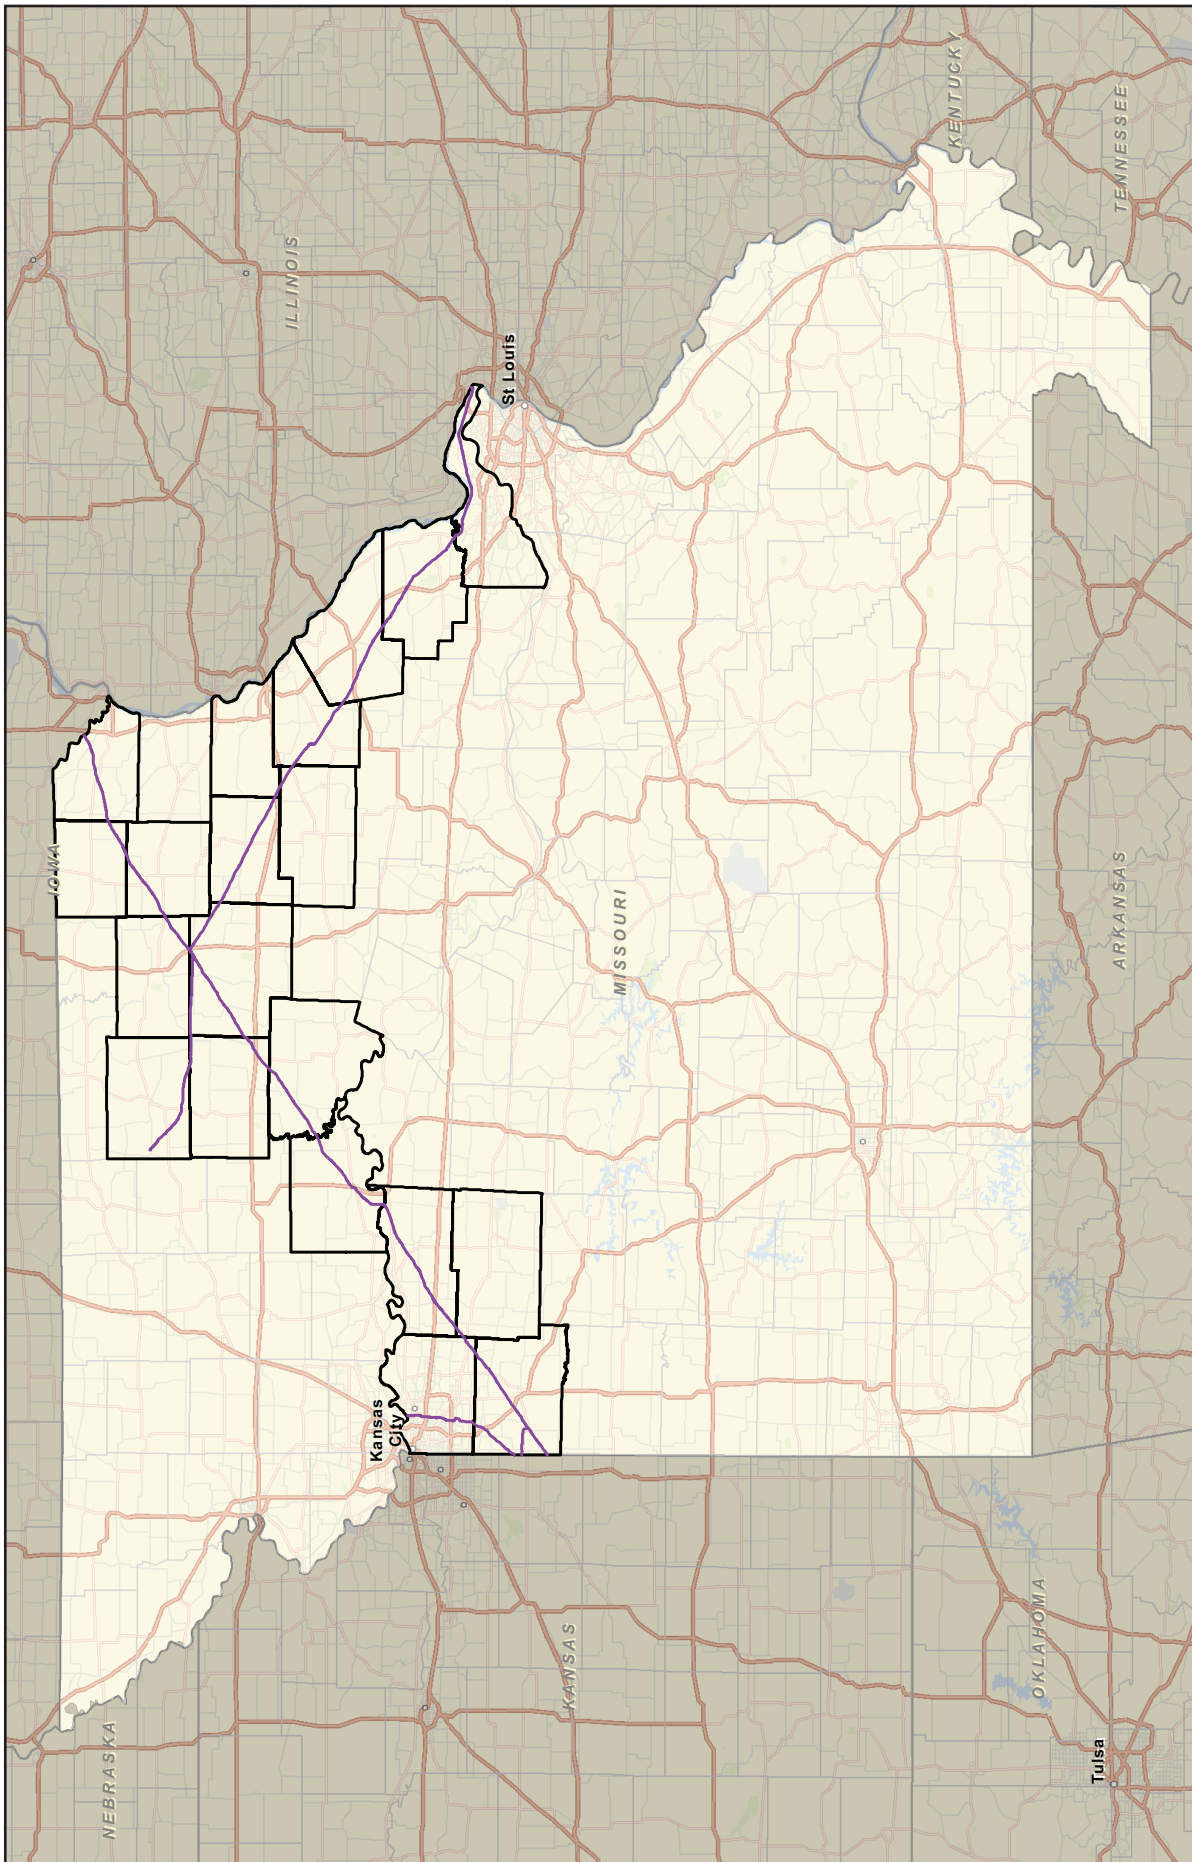 NEBRASKA
IOWA
ILLINOIS
Kansas
City
St Louis
KANSAS
MISSOURI
KENTUCKY
OKLAHOMA
ARKANSAS
TENNESSEE
Tulsa